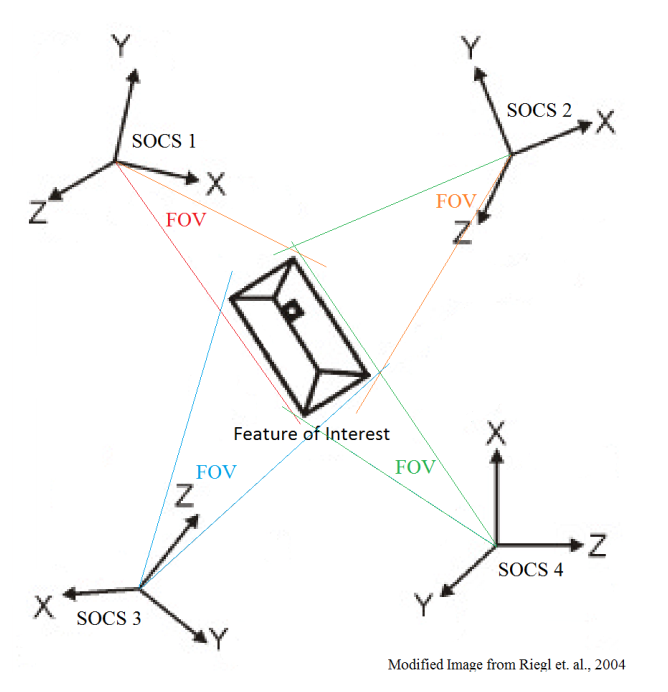 Y
Y
SOCS 2
X
SOCS 1
X
Z
FOV
FOV
Z
Feature of Interest
X
FOV
FOV
Z
Z
SOCS 4
X
SOCS 3
Y
Y
Modified Image from Riegl et. al., 2004